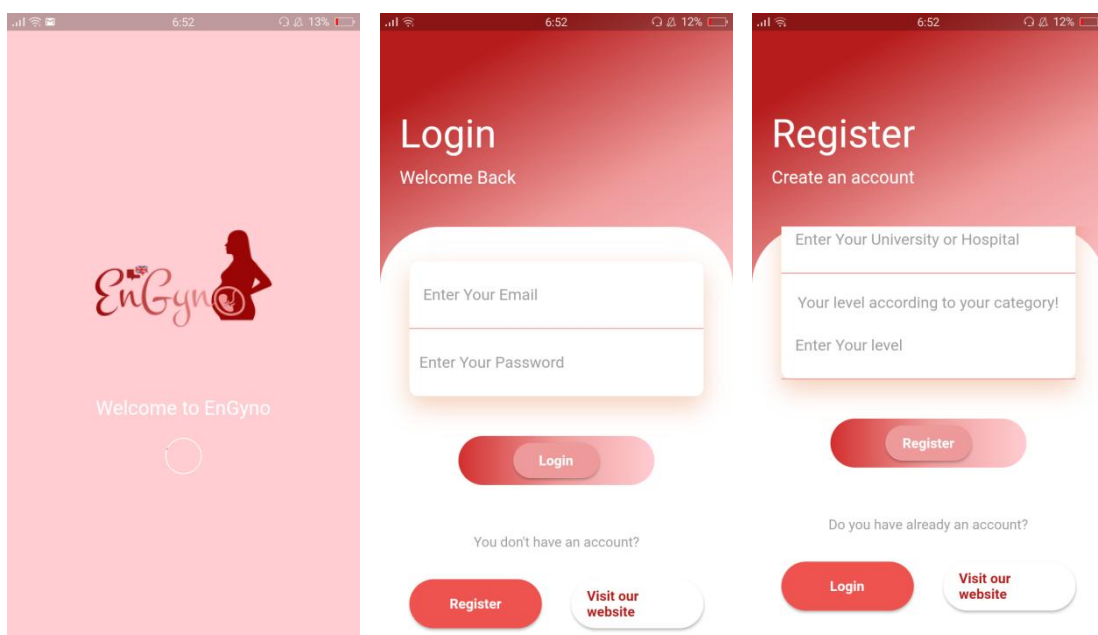 6:52
13%
EnGyno
Welcome to EnGyno
6:52
12%
Login
Welcome Back
Enter Your Email
Enter Your Password
Login
You don't have an account?
Register
Visit our
website
6:52
12%
Register
Create an account
Enter Your University or Hospital
Your level according to your category!
Enter Your level
Register
Do you have already an account?
Login
Visit our
website